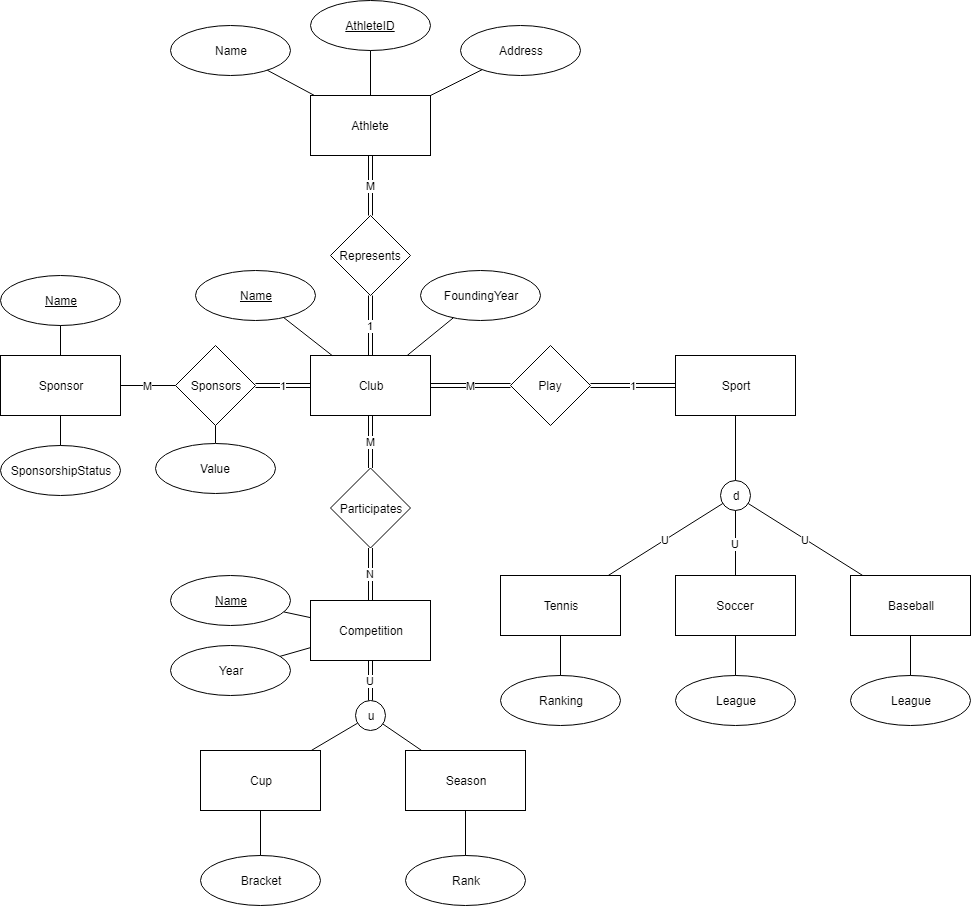 AthleteID
Name
Address
Athlete
M
Represents
Name
FoundingYear
Name
1
Sponsor
M
Sponsors
1
Club
M
Play
1
Sport
SponsorshipStatus
Value
M
Participates
d
U
U
U
N
Name
Competition
Year
Tennis
Soccer
Baseball
U
Ranking
League
League
u
Cup
Season
Bracket
Rank